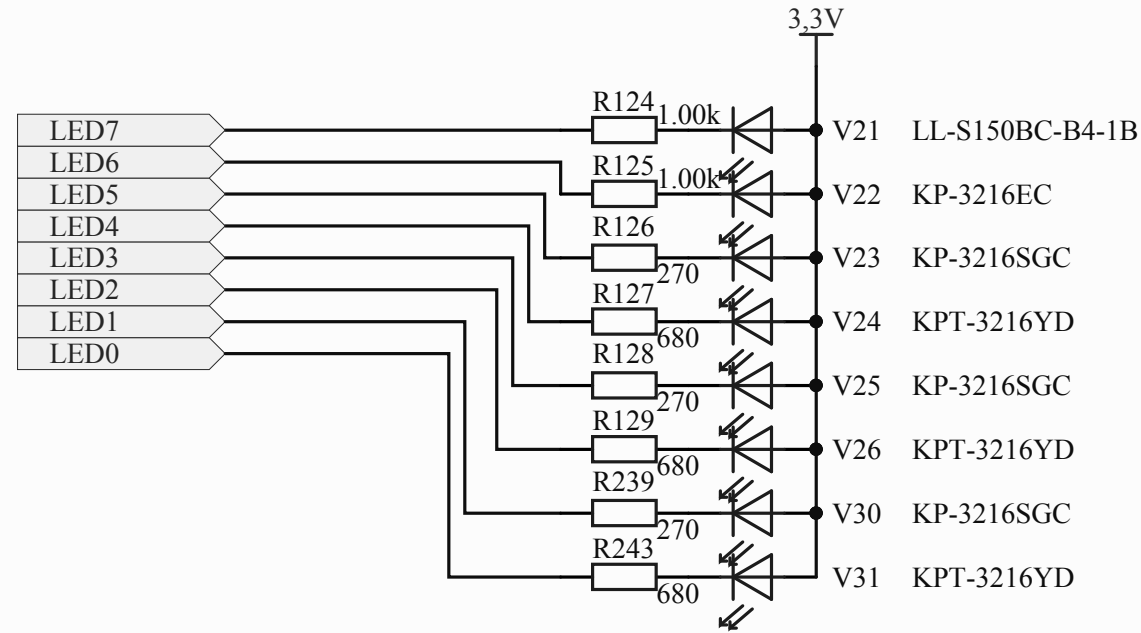 3,3V
R124
1.00k
LED7
V21 LL-S150BC-B4-1B
LED6
R125
1.00k
LED5
V22 KP-3216EC
LED4
R126
270
LED3
V23 KP-3216SGC
LED2
R127
680
LED1
V24 KPT-3216YD
LED0
R128
270
V25 KP-3216SGC
R129
680
V26 KPT-3216YD
R239
270
V30 KP-3216SGC
R243
680
V31 KPT-3216YD